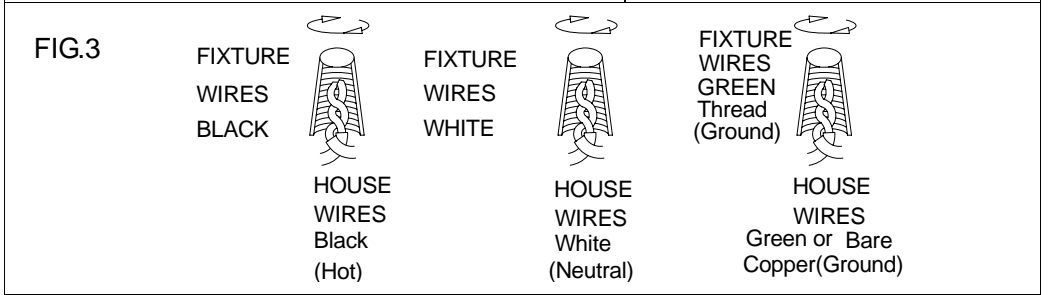 FIG.3
FIXTURE
WIRES
BLACK
HOUSE
WIRES
Black
(Hot)
FIXTURE
WIRES
WHITE
HOUSE
WIRES
White
(Neutral)
FIXTURE
WIRES
GREEN
Thread
(Ground)
HOUSE
WIRES
Green or Bare
Copper(Ground)